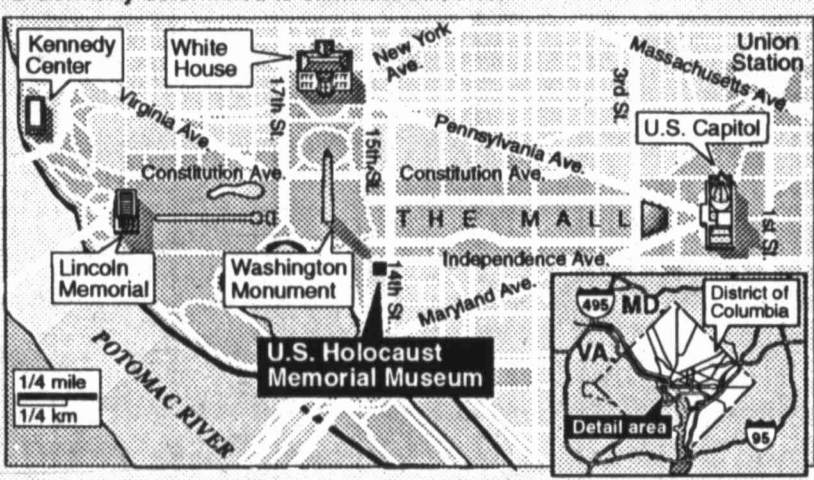 Kennedy
Center
White
House
New York
Ave.
Massachusetts Ave.
Union
Station
17th St.
3rd St.
Virginia Ave.
15th St.
Pennsylvania Ave.
U.S. Capitol
Constitution Ave.
Constitution Ave.
THE MALL
1st St.
Lincoln
Memorial
Washington
Monument
Independence Ave.
14th St.
Maryland Ave.
495
MD.
District of
Columbia
VA.
U.S. Holocaust
Memorial Museum
POTOMAC RIVER
1/4 mile
1/4 km
Detail area
95